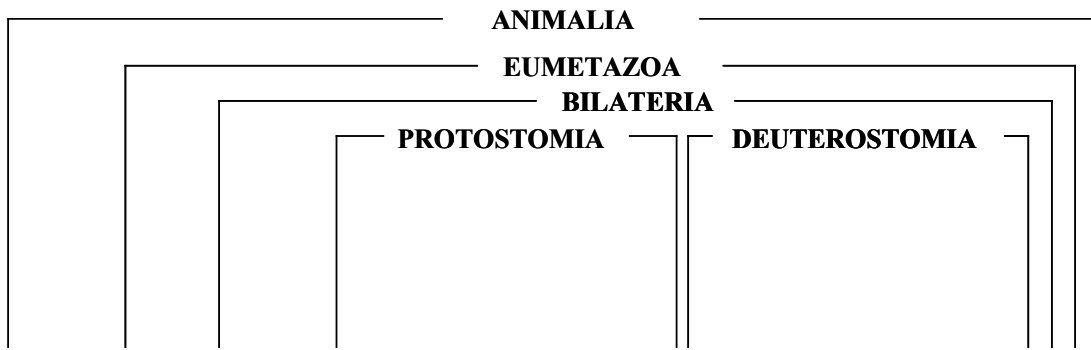 ANIMALIA
EUMETAZOA
BILATERIA
PROTOSTOMIA DEUTEROSTOMIA